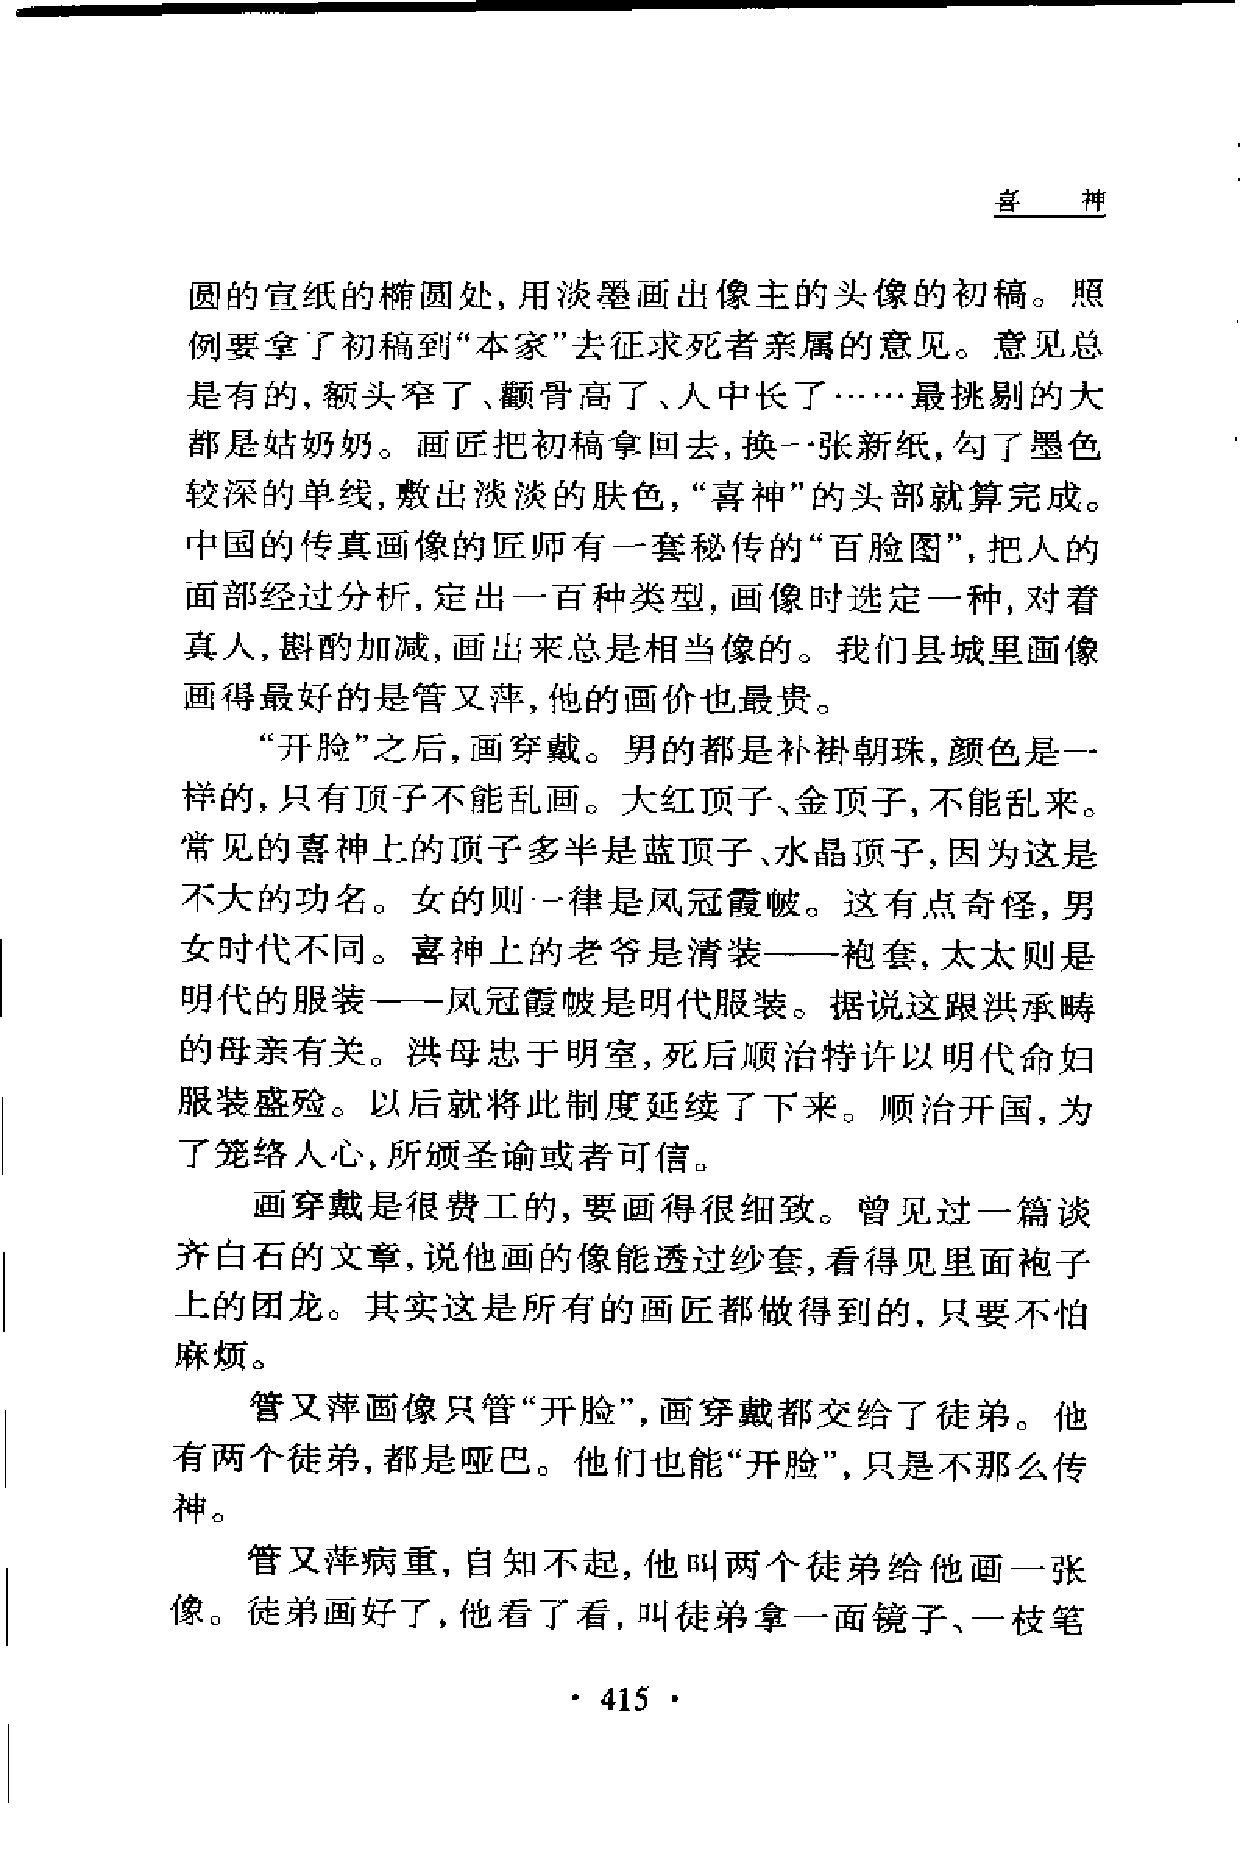 喜 神
圆的宣纸的椭圆处,用淡墨画出像主的头像的初稿。照
例要拿了初稿到“本家”去征求死者亲属的意见。意见总
是有的,额头窄了、颧骨高了、人中长了……最挑剔的大
都是姑奶奶。画匠把初稿拿回去,换一张新纸,勾了墨色
较深的单线,敷出淡淡的肤色,“喜神”的头部就算完成。
中国的传真画像的匠师有一套秘传的“百脸图”,把人的
面部经过分析,定出一百种类型,画像时选定一种,对着
真人,斟酌加减,画出来总是相当像的。我们县城里画像
画得最好的是管又萍,他的画价也最贵。
“开脸”之后,画穿戴。男的都是补褂朝珠,颜色是一
样的,只有顶子不能乱画。大红顶子、金顶子,不能乱来。
常见的喜神上的顶子多半是蓝顶子、水晶顶子,因为这是
不大的功名。女的则一律是凤冠霞帔。这有点奇怪,男
女时代不同。喜神上的老爷是清装——袍套,太太则是
明代的服装——凤冠霞帔是明代服装。据说这跟洪承畴
的母亲有关。洪母忠于明室,死后顺治特许以明代命妇
服装盛殓。以后就将此制度延续了下来。顺治开国,为
了笼络人心,所颁圣谕或者可信。
画穿戴是很费工的,要画得很细致。曾见过一篇谈
齐白石的文章,说他画的像能透过纱套,看得见里面袍子
上的团龙。其实这是所有的画匠都做得到的,只要不怕
麻烦。
管又萍画像只管“开脸”,画穿戴都交给了徒弟。他
有两个徒弟,都是哑巴。他们也能“开脸”,只是不那么传
神。
管又萍病重,自知不起,他叫两个徒弟给他画一张
像。徒弟画好了,他看了看,叫徒弟拿一面镜子、一枝笔
· 415 ·